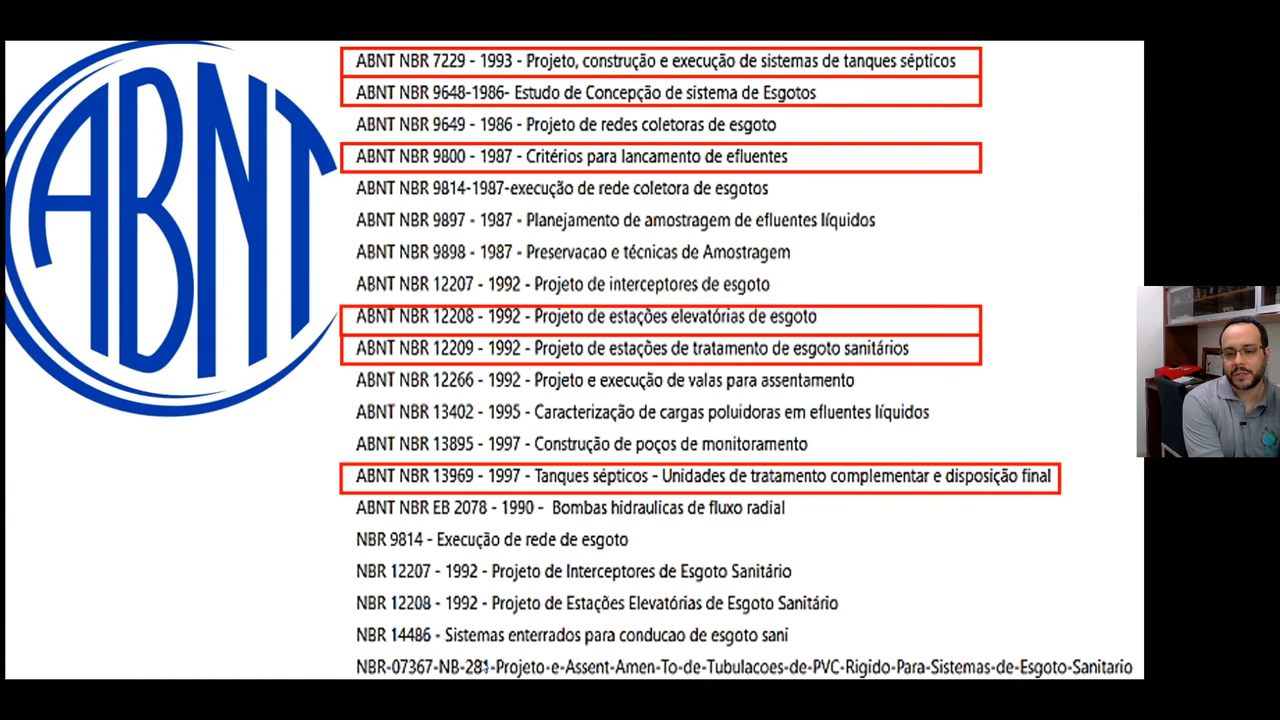 ABNT
ABNT NBR 7229 - 1993 - Projeto, construção e execução de sistemas de tanques sépticos
ABNT NBR 9648-1986- Estudo de Concepção de sistema de Esgotos
ABNT NBR 9649 - 1986 - Projeto de redes coletoras de esgoto
ABNT NBR 9800 - 1987 - Critérios para lancamento de efluentes
ABNT NBR 9814-1987-execução de rede coletora de esgotos
ABNT NBR 9897 - 1987 - Planejamento de amostragem de efluentes líquidos
ABNT NBR 9898 - 1987 - Preservacao e técnicas de Amostragem
ABNT NBR 12207 - 1992 - Projeto de interceptores de esgoto
ABNT NBR 12208 - 1992 - Projeto de estações elevatórias de esgoto
ABNT NBR 12209 - 1992 - Projeto de estações de tratamento de esgoto sanitários
ABNT NBR 12266 - 1992 - Projeto e execução de valas para assentamento
ABNT NBR 13402 - 1995 - Caracterização de cargas poluidoras em efluentes líquidos
ABNT NBR 13895 - 1997 - Construção de poços de monitoramento
ABNT NBR 13969 - 1997 - Tanques sépticos - Unidades de tratamento complementar e disposição final
ABNT NBR EB 2078 - 1990 - Bombas hidraulicas de fluxo radial
NBR 9814 - Execução de rede de esgoto
NBR 12207 - 1992 - Projeto de Interceptores de Esgoto Sanitário
NBR 12208 - 1992 - Projeto de Estações Elevatórias de Esgoto Sanitário
NBR 14486 - Sistemas enterrados para conducao de esgoto sani
NBR-07367-NB-281-Projeto-e-Assent-Amen-To-de-Tubulacoes-de-PVC-Rigido-Para-Sistemas-de-Esgoto-Sanitario